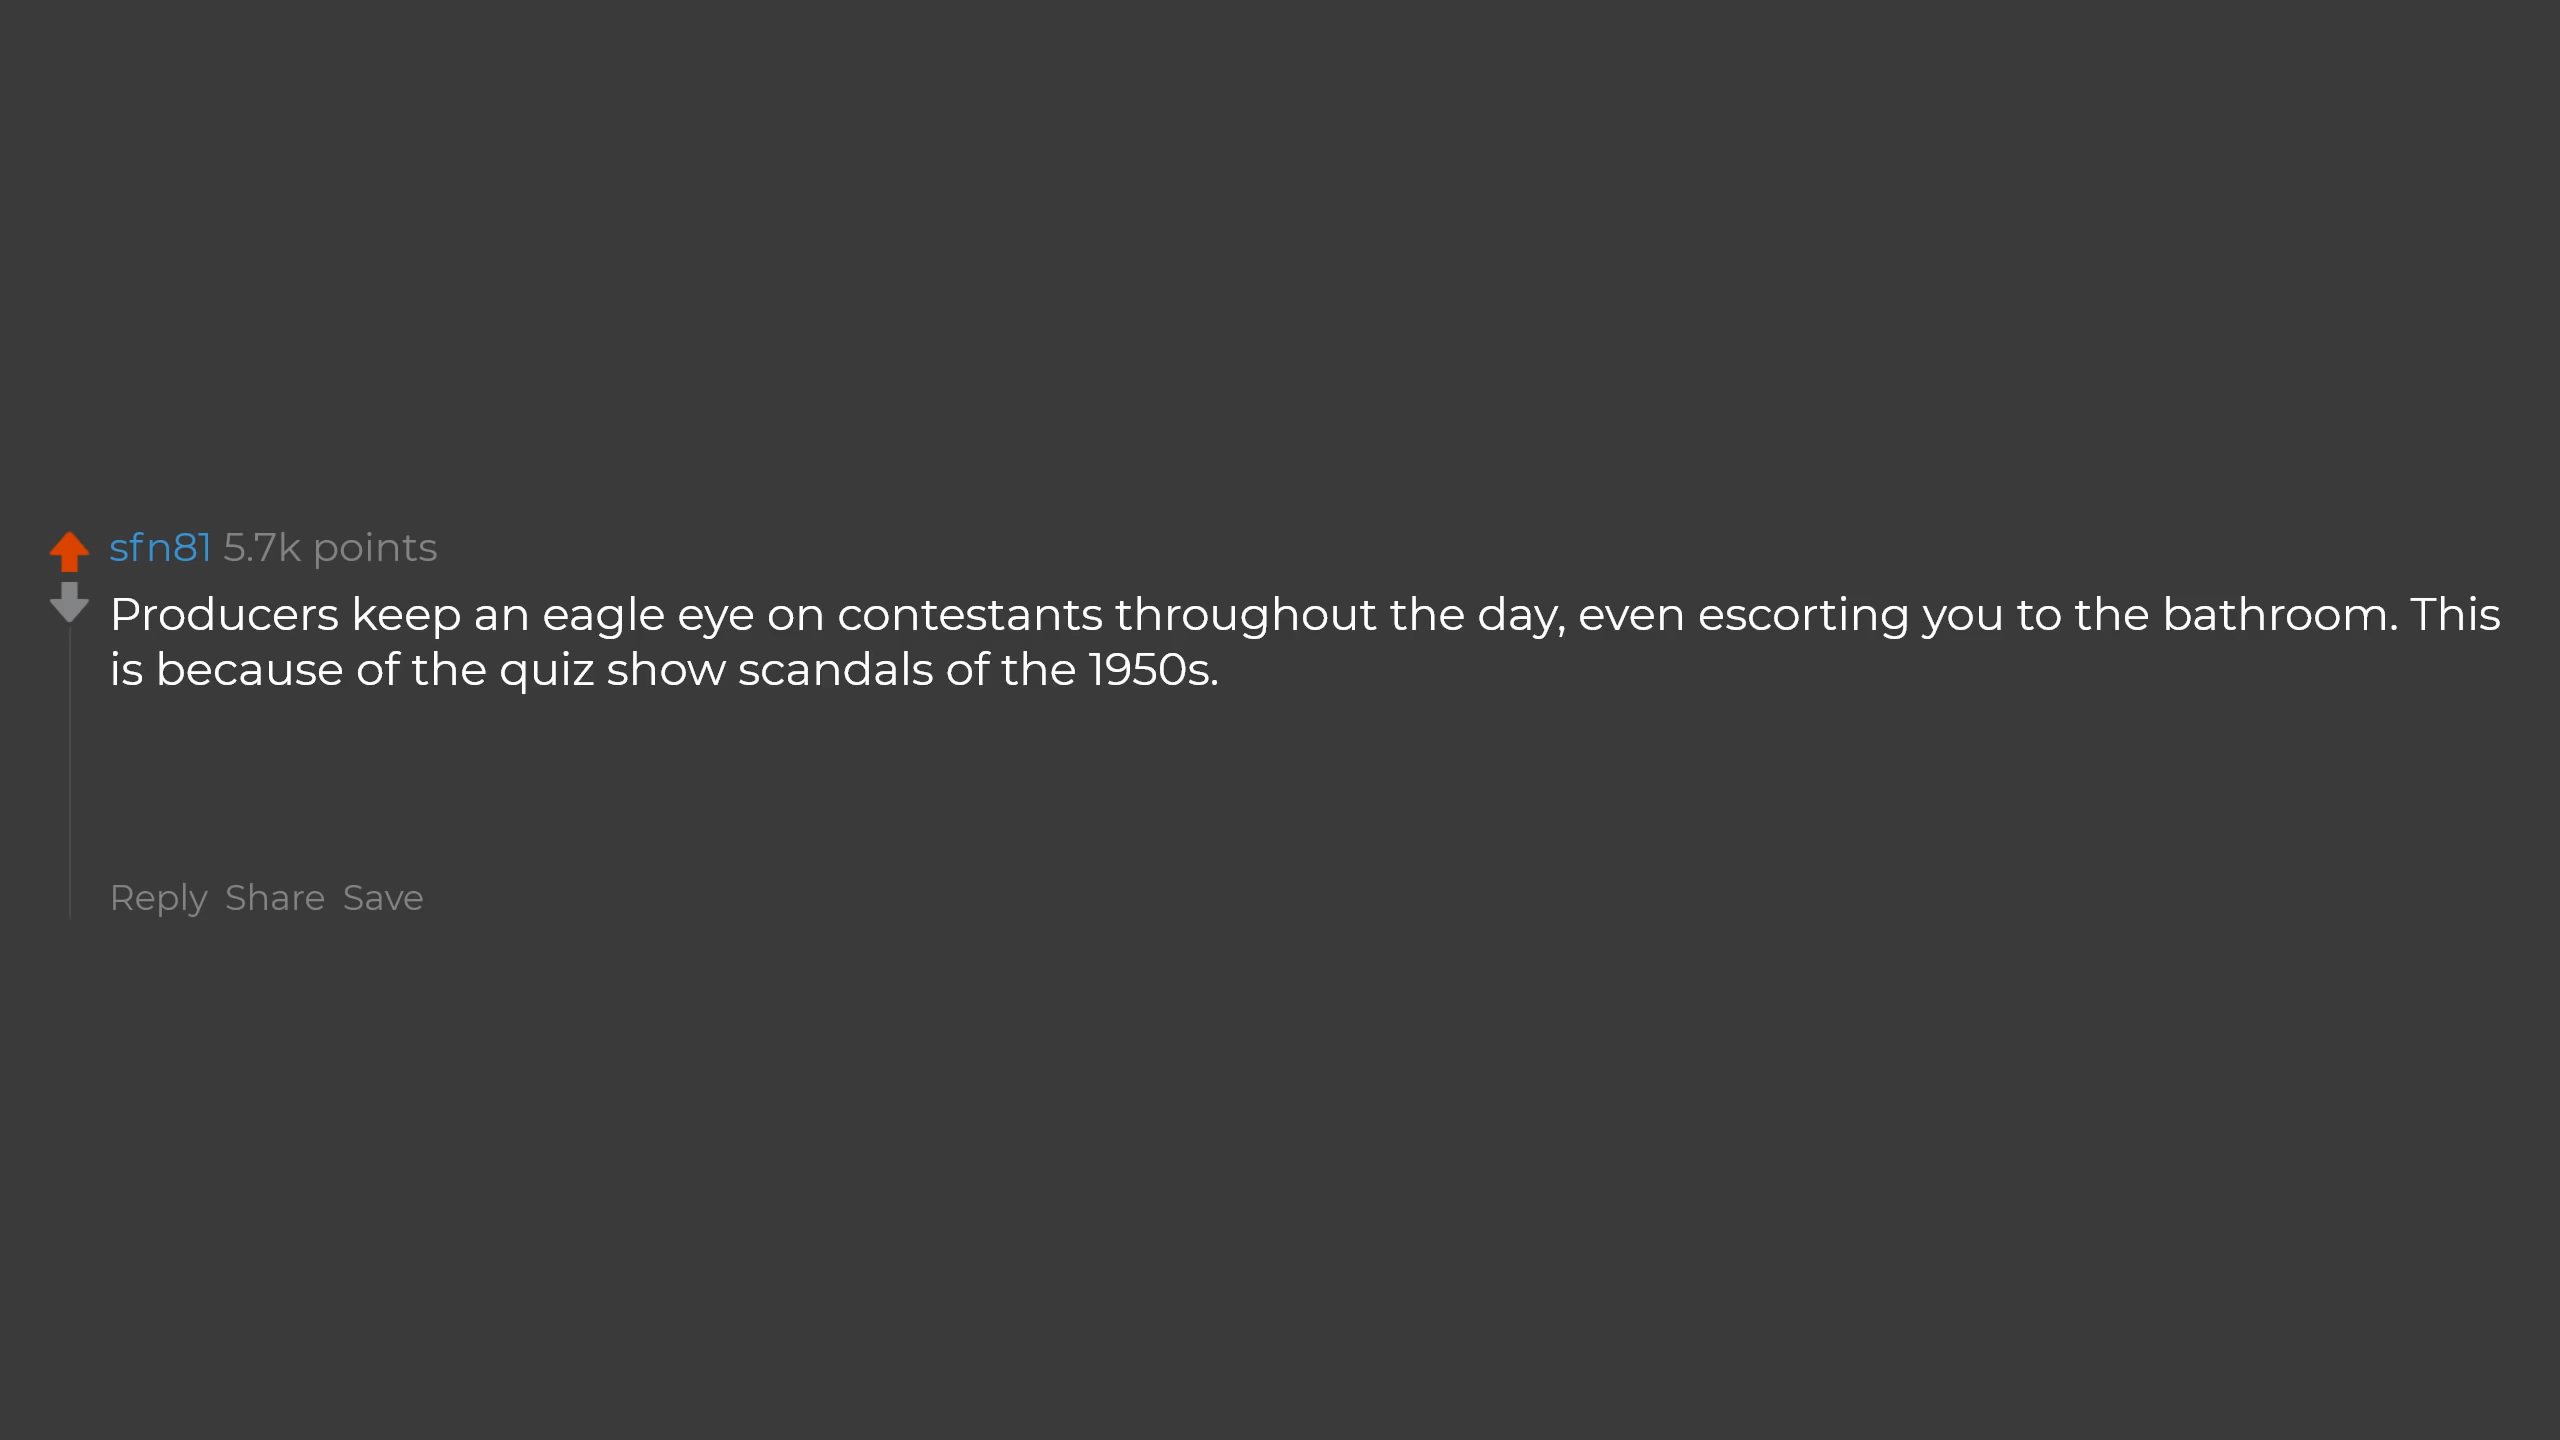 sfn81 5.7k points
Producers keep an eagle eye on contestants throughout the day, even escorting you to the bathroom. This
is because of the quiz show scandals of the 1950s.
Reply Share Save